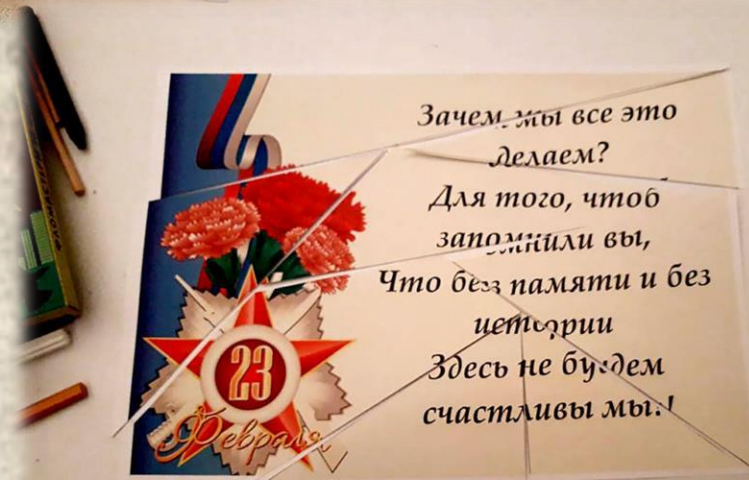 Зачем мы все это
делаем?
Для того, чтоб
запомнили вы,
Что без памяти и без
истории
Здесь не будем
счастливы мы!
23
Февраля